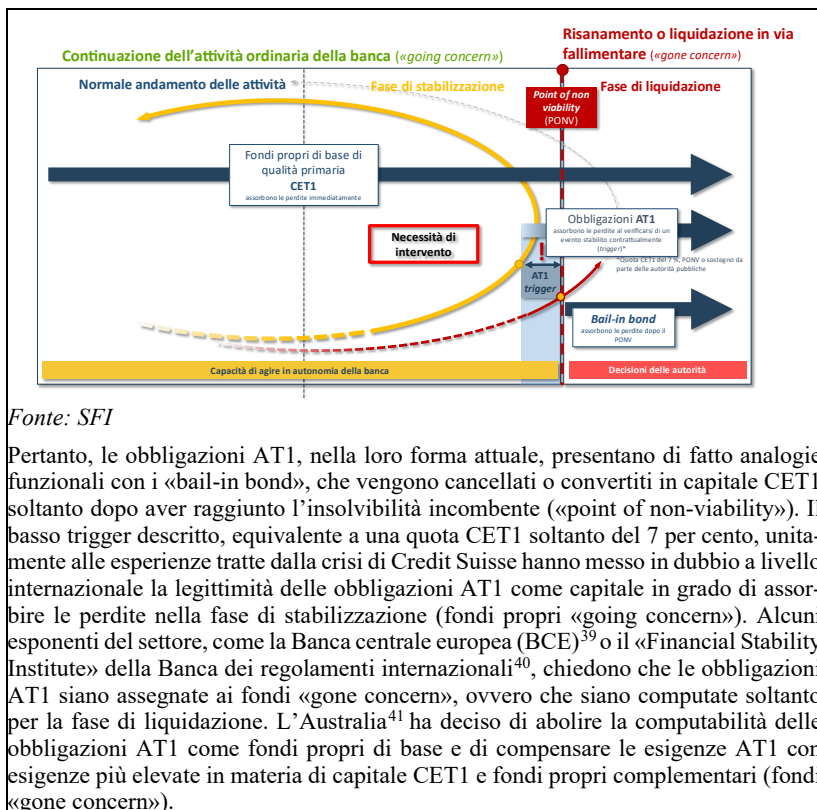 Risanamento o liquidazione in via
fallimentare («gone concern»)
Continuazione dell'attività ordinaria della banca («going concern»)
Normale andamento delle attività
Fase di stabilizzazione
Fase di liquidazione
Point of non
viability
(PONV)
Fondi propri di base di
qualità primaria
CET1
assorbono le perdite immediatamente
Obbligazioni AT1
assorbono le perdite al verificarsi di un
evento stabilito contrattualmente
(trigger)*
*Quota CET1 del 7 %, PONV o sostegno da
parte delle autorità pubbliche
Necessità di
intervento
!
AT1
trigger
Bail-in bond
assorbono le perdite dopo il
PONV
Capacità di agire in autonomia della banca
Decisioni delle autorità
Fonte: SFI
Pertanto, le obbligazioni AT1, nella loro forma attuale, presentano di fatto analogie
funzionali con i «bail-in bond», che vengono cancellati o convertiti in capitale CET1
soltanto dopo aver raggiunto l'insolvibilità incombente («point of non-viability»). Il
basso trigger descritto, equivalente a una quota CET1 soltanto del 7 per cento, unita-
mente alle esperienze tratte dalla crisi di Credit Suisse hanno messo in dubbio a livello
internazionale la legittimità delle obbligazioni AT1 come capitale in grado di assor-
bire le perdite nella fase di stabilizzazione (fondi propri «going concern»). Alcuni
esponenti del settore, come la Banca centrale europea (BCE)39 o il «Financial Stability
Institute» della Banca dei regolamenti internazionali40, chiedono che le obbligazioni
AT1 siano assegnate ai fondi «gone concern», ovvero che siano computate soltanto
per la fase di liquidazione. L'Australia41 ha deciso di abolire la computabilità delle
obbligazioni AT1 come fondi propri di base e di compensare le esigenze AT1 con
esigenze più elevate in materia di capitale CET1 e fondi propri complementari (fondi
«gone concern»).